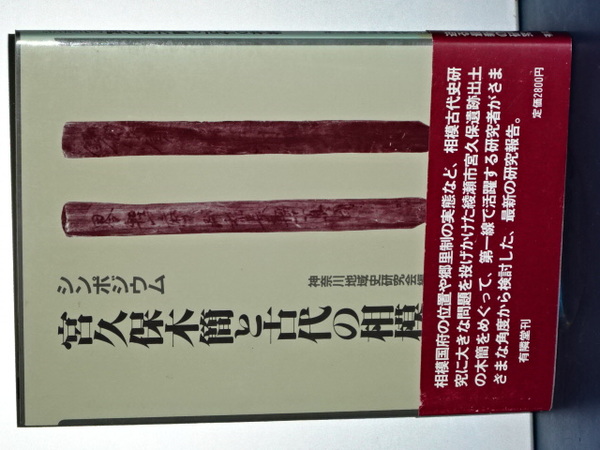 シンポジウム
宮久保木簡と古代の相模
神奈川地域史研究会編
相模国府の位置や郷里制の実態など、相模古代史研
究に大きな問題を投げかけた綾瀬市宮久保遺跡出土
の木簡をめぐって、第一線で活躍する研究者がさま
ざまな角度から検討した、最新の研究報告。
有隣堂刊
定価2800円